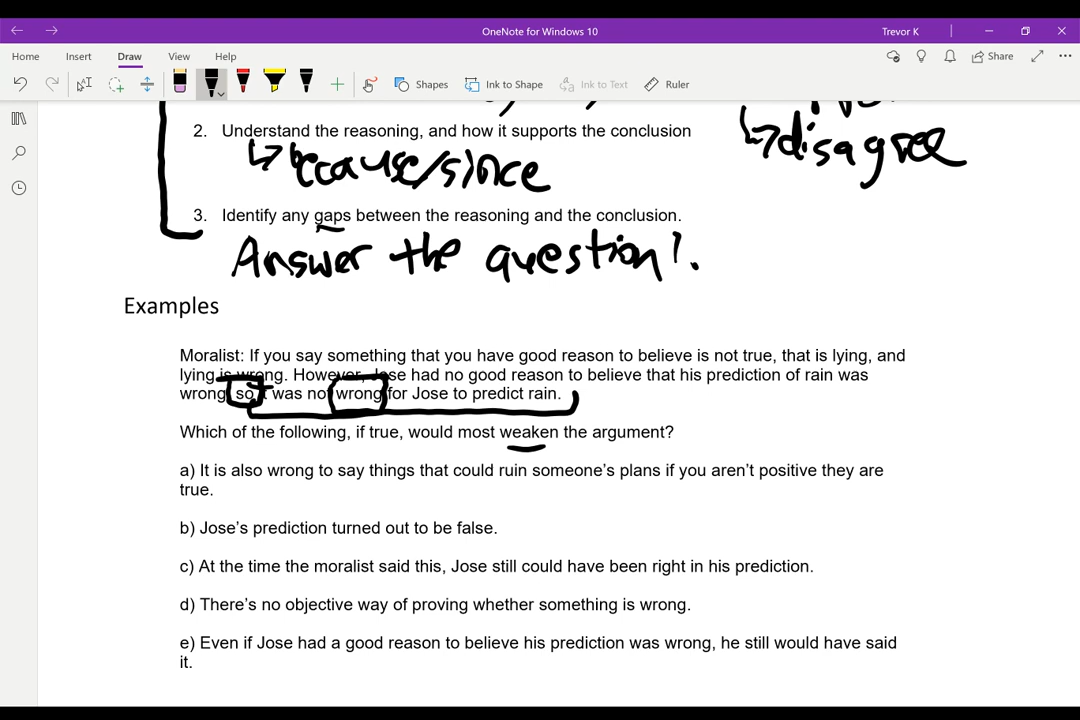 OneNote for Windows 10
Trevor K
Home Insert Draw View Help
Share
Shapes Ink to Shape Ink to Text Ruler
2. Understand the reasoning, and how it supports the conclusion
disagree
because/since
3. Identify any gaps between the reasoning and the conclusion.
Answer the question!.
Examples
Moralist: If you say something that you have good reason to believe is not true, that is lying, and
lying is wrong. However, Jose had no good reason to believe that his prediction of rain was
wrong, so it was not wrong for Jose to predict rain.
Which of the following, if true, would most weaken the argument?
a) It is also wrong to say things that could ruin someone’s plans if you aren’t positive they are
true.
b) Jose’s prediction turned out to be false.
c) At the time the moralist said this, Jose still could have been right in his prediction.
d) There’s no objective way of proving whether something is wrong.
e) Even if Jose had a good reason to believe his prediction was wrong, he still would have said
it.